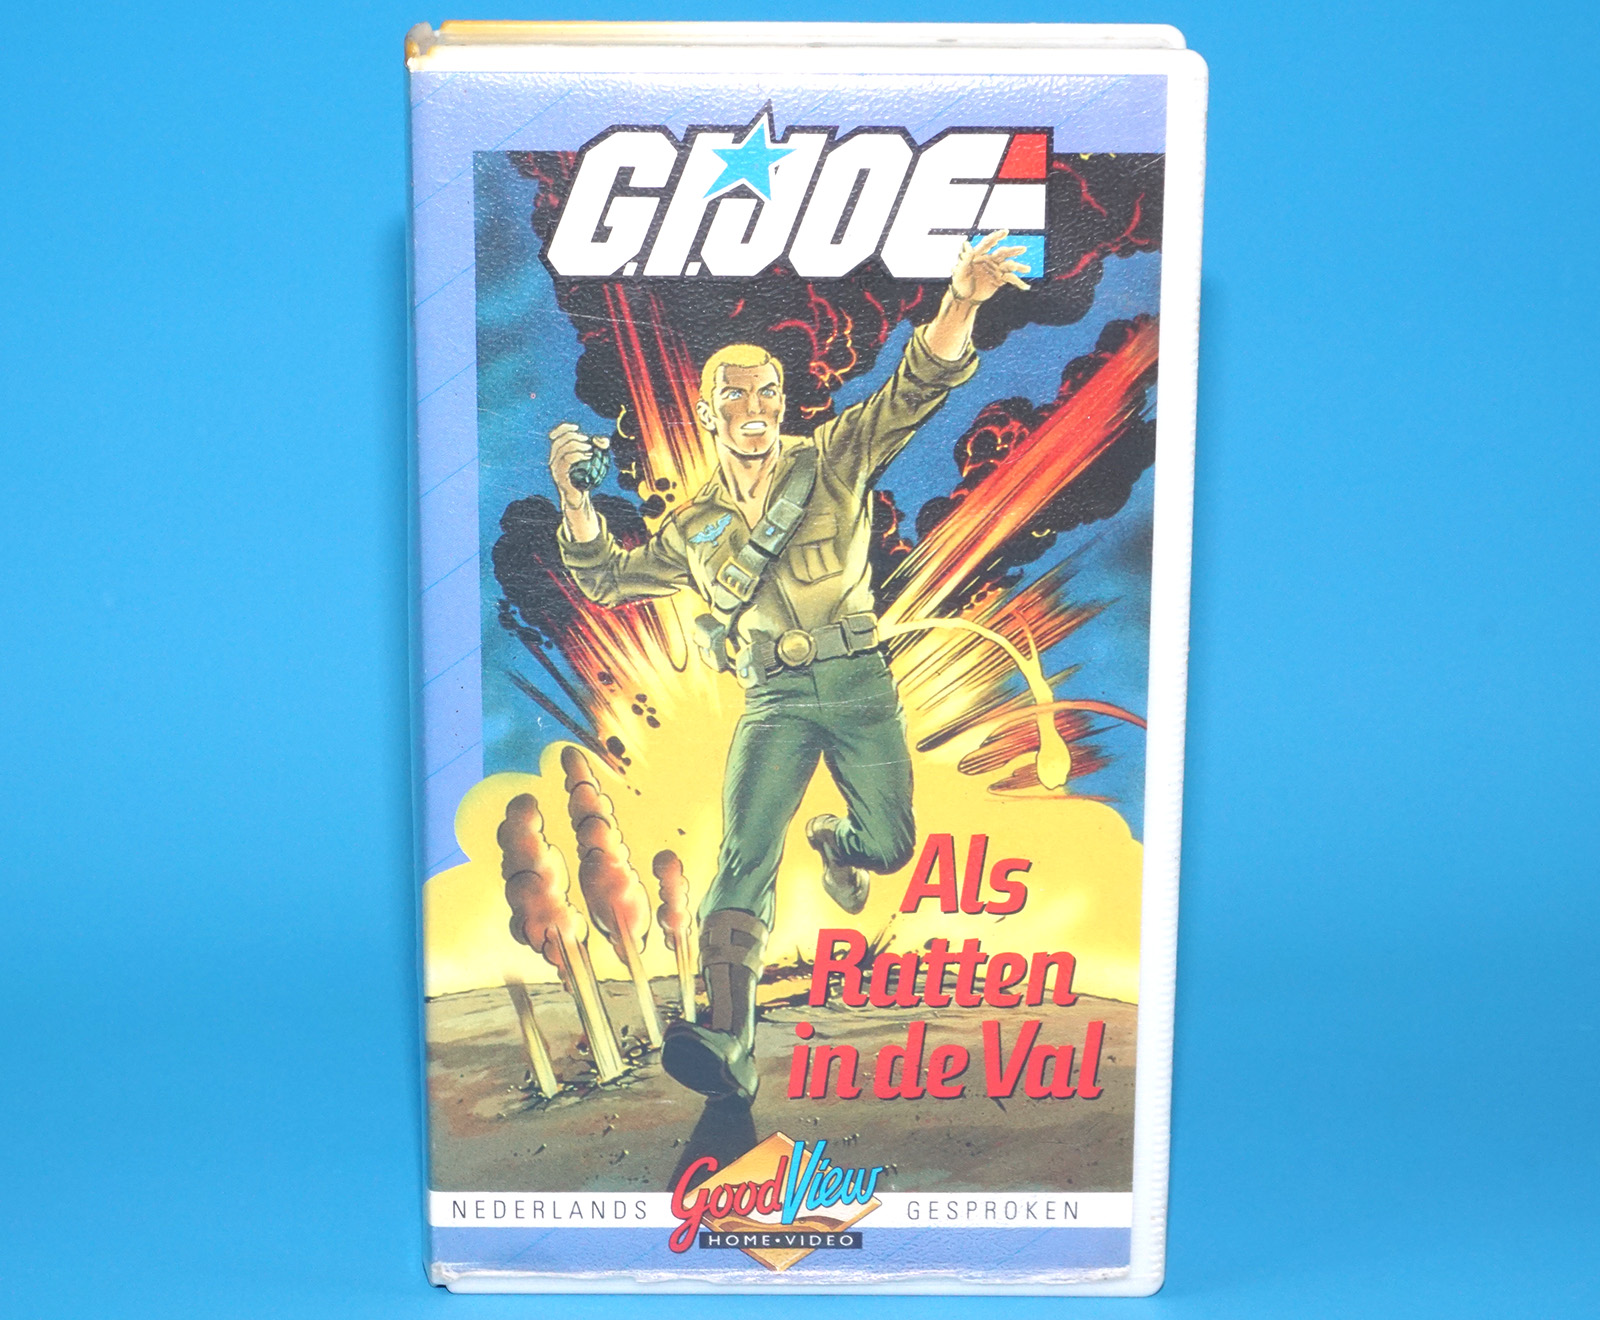 G.I.JOE
Als
Ratten
in de Val
NEDERLANDS GoodView GESPROKEN
HOME•VIDEO